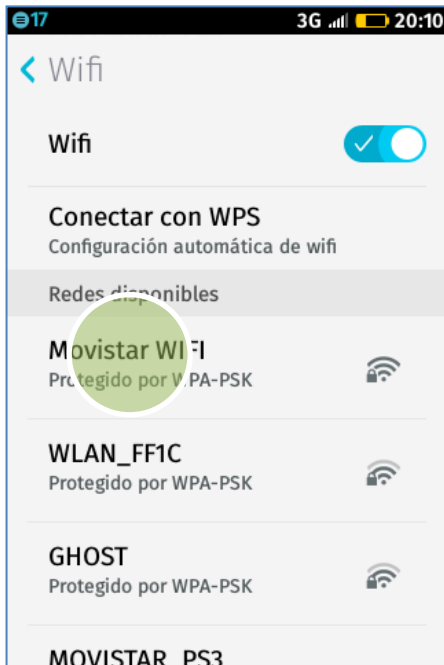 17 3G 20:10
Wifi
Wifi
Conectar con WPS
Configuración automática de wifi
Redes disponibles
Movistar WIFI
Protegido por WPA-PSK
WLAN_FF1C
Protegido por WPA-PSK
GHOST
Protegido por WPA-PSK
MOVISTAR_PS3